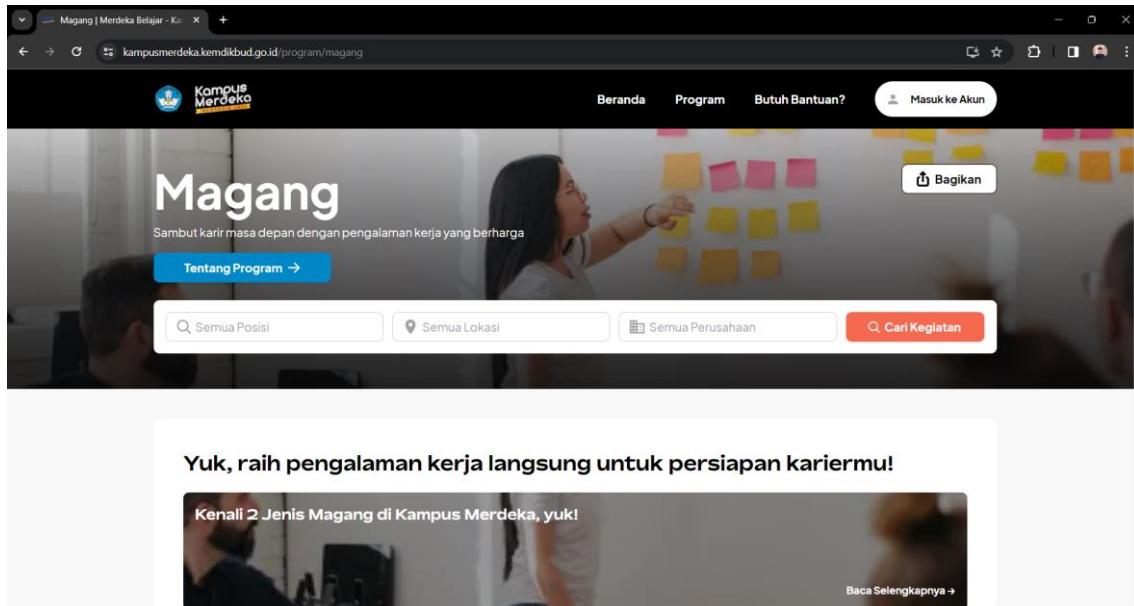 Magang | Merdeka Belajar - Ka
kampusmerdeka.kemdikbud.go.id/program/magang
Kampus
Merdeka
Beranda
Program
Butuh Bantuan?
Masuk ke Akun
Magang
Bagikan
Sambut karir masa depan dengan pengalaman kerja yang berharga
Tentang Program →
Semua Posisi
Semua Lokasi
Semua Perusahaan
Cari Kegiatan
Yuk, raih pengalaman kerja langsung untuk persiapan kariermu!
Kenali 2 Jenis Magang di Kampus Merdeka, yuk!
Baca Selengkapnya →